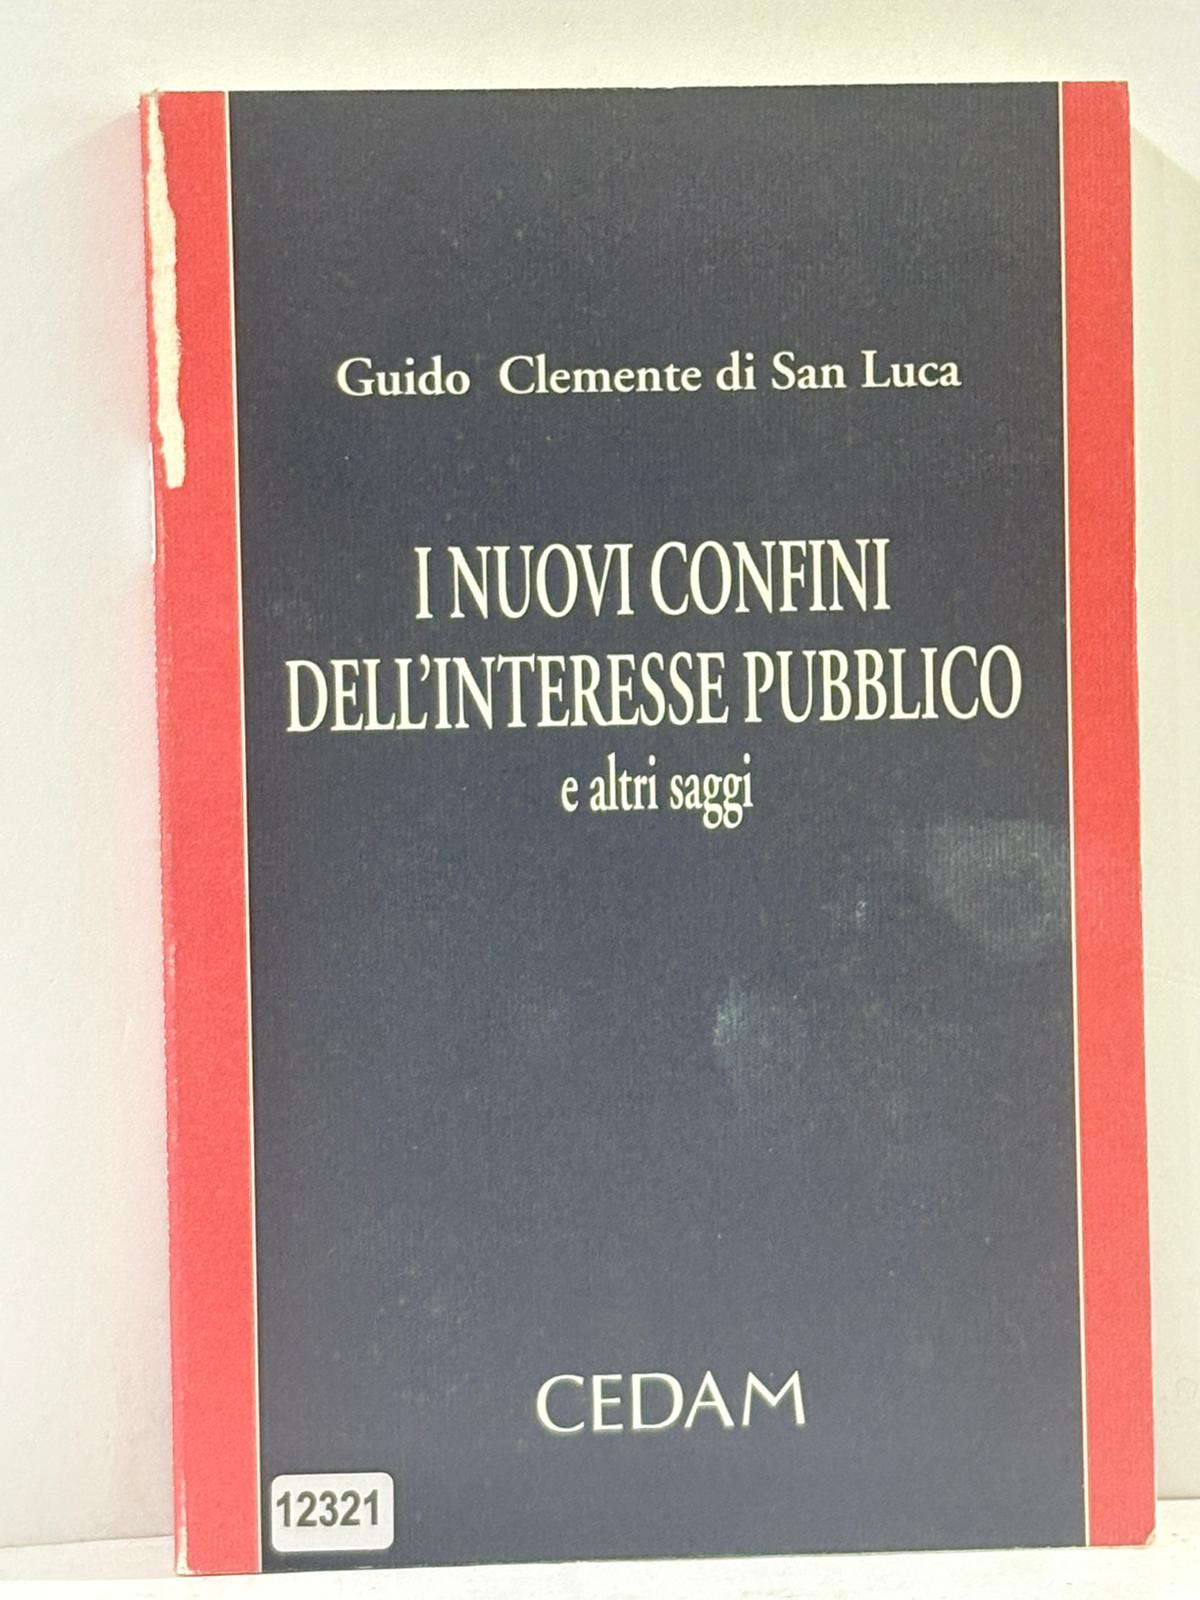 Guido Clemente di San Luca
I NUOVI CONFINI
DELL'INTERESSE PUBBLICO
e altri saggi
CEDAM
12321